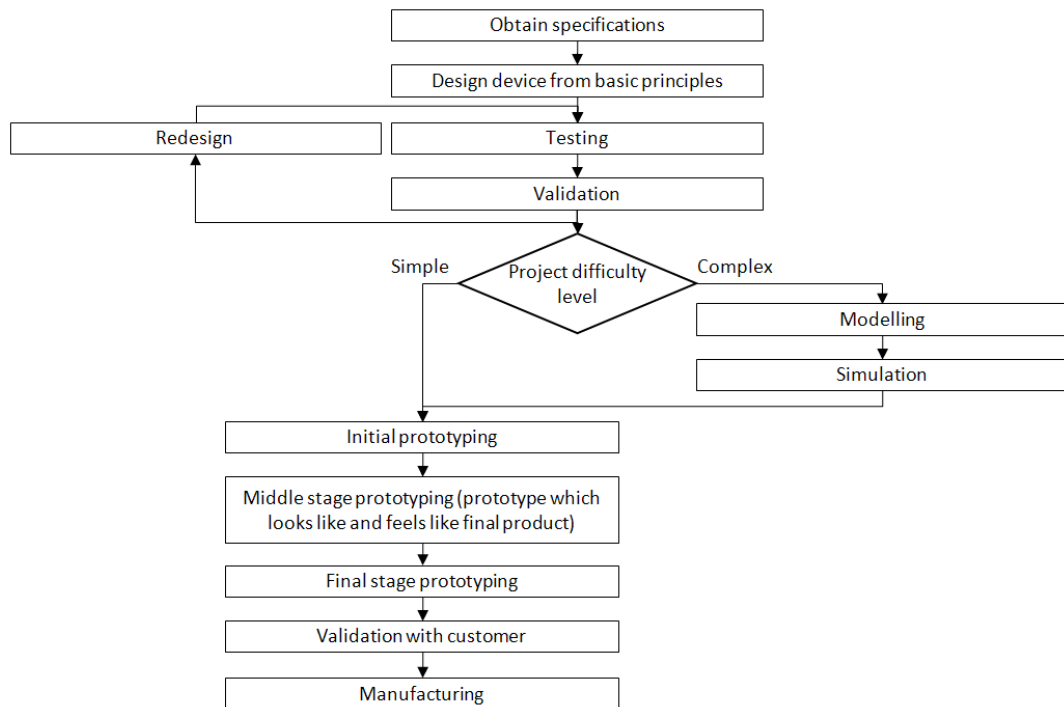 Obtain specifications
Design device from basic principles
Redesign
Testing
Validation
Simple
Project difficulty
level
Complex
Modelling
Simulation
Initial prototyping
Middle stage prototyping (prototype which
looks like and feels like final product)
Final stage prototyping
Validation with customer
Manufacturing